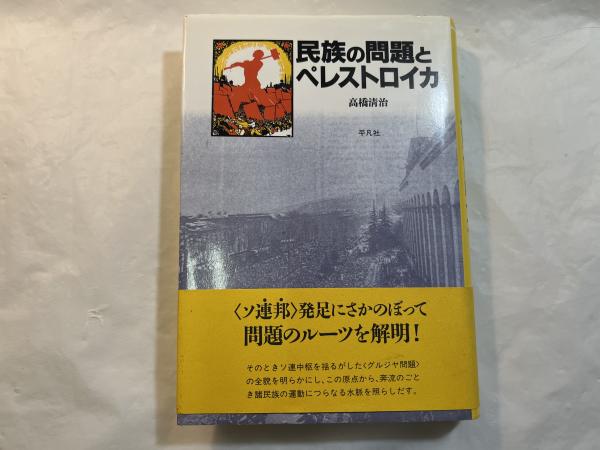 民族の問題と
ペレストロイカ
高橋清治
平凡社
〈ソ連邦〉発足にさかのぼって
問題のルーツを解明!
そのときソ連中枢を揺るがした〈グルジヤ問題〉
の全貌を明らかにし、この原点から、奔流のごと
き諸民族の運動につらなる水脈を照らしだす。